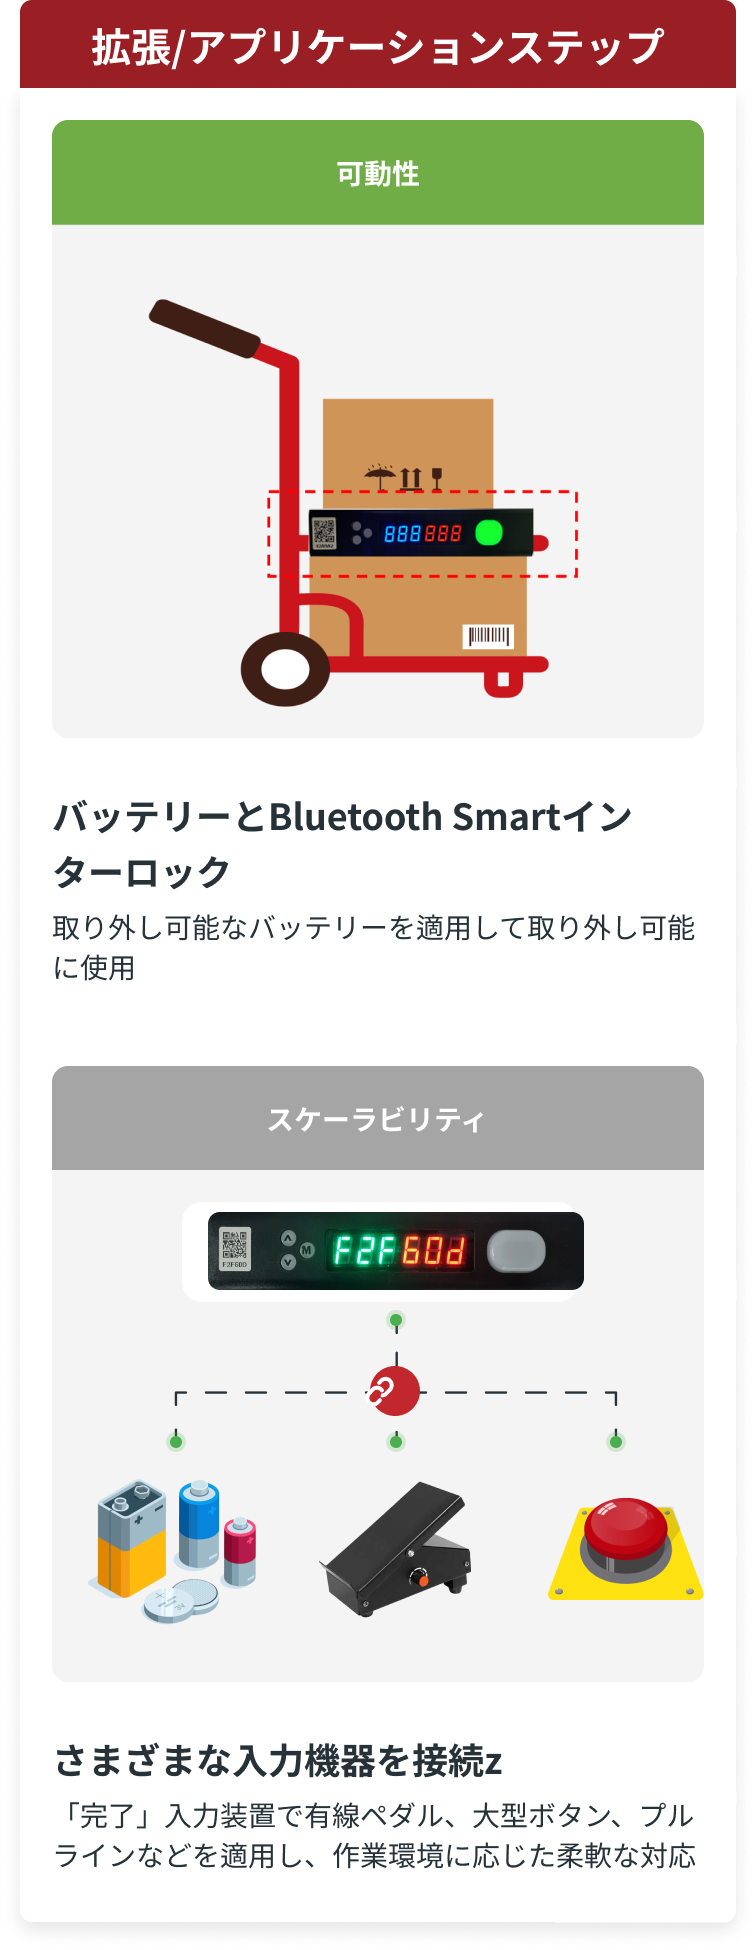 拡張/アプリケーションステップ
可動性
888888
バッテリーとBluetooth Smartイン
ターロック
取り外し可能なバッテリーを適用して取り外し可能
に使用
スケーラビリティ
F2F60D
M
F2F60d
さまざまな入力機器を接続z
「完了」入力装置で有線ペダル、大型ボタン、プル
ラインなどを適用し、作業環境に応じた柔軟な対応